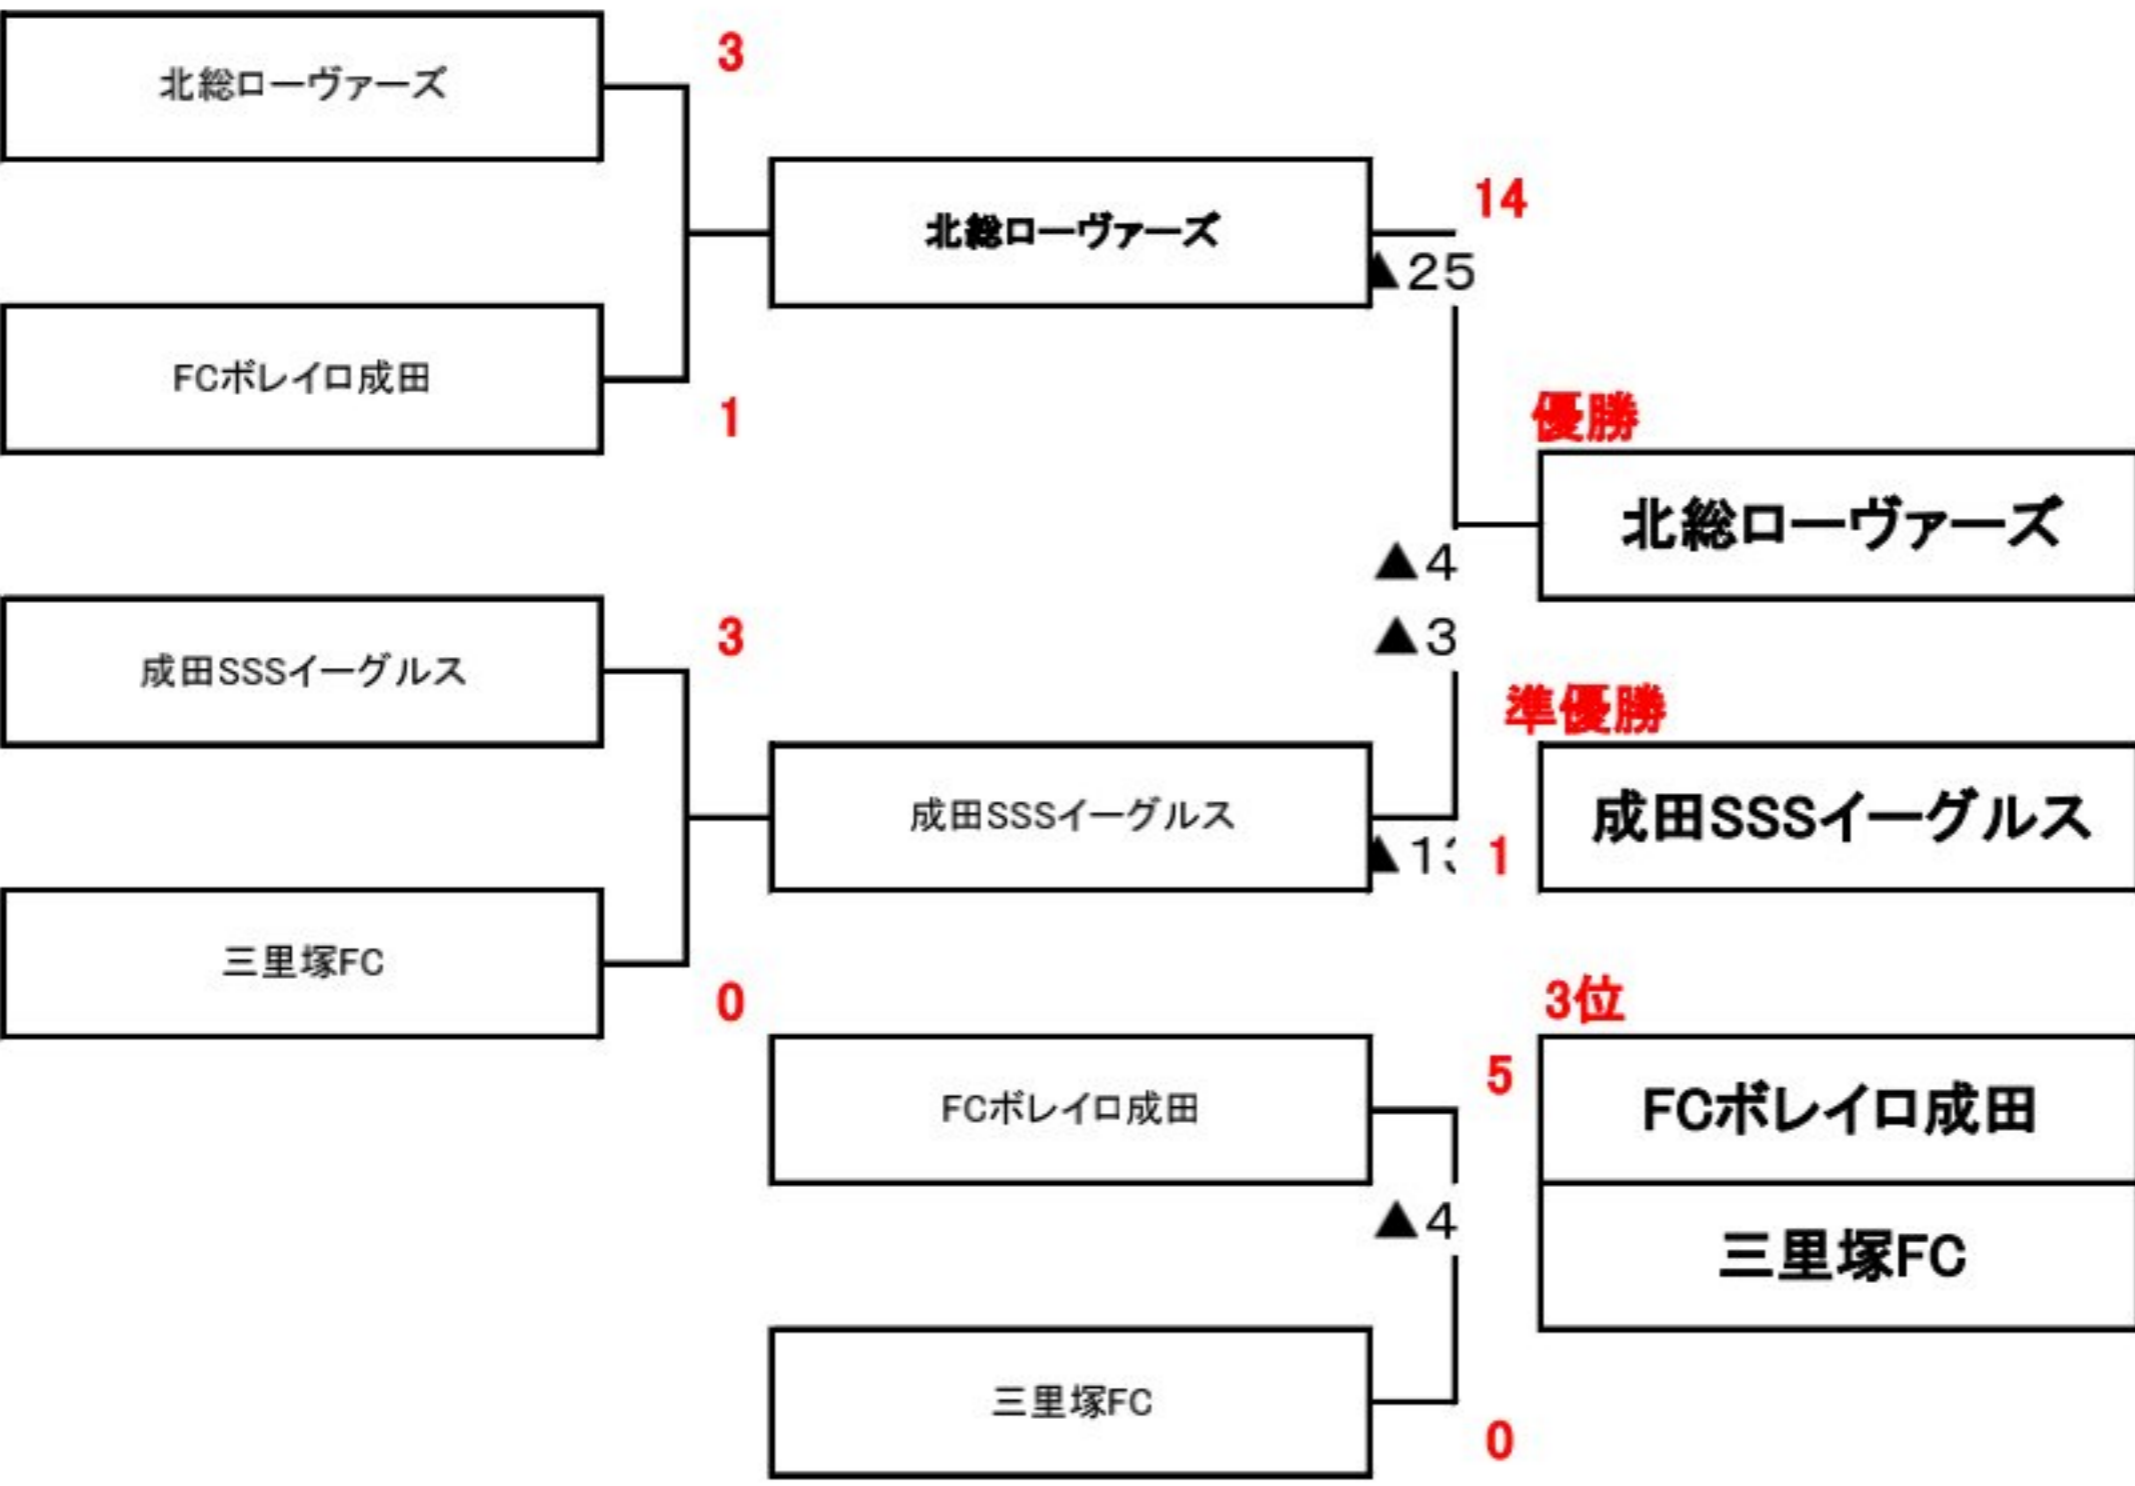 3
北総ローヴァーズ
14
北総ローヴァーズ
▲25
FCボレイロ成田
1
優勝
北総ローヴァーズ
▲4
3
▲3
成田SSSイーグルス
準優勝
成田SSSイーグルス
成田SSSイーグルス
1
三里塚FC
0
3位
5
FCボレイロ成田
FCボレイロ成田
▲4
三里塚FC
三里塚FC
0